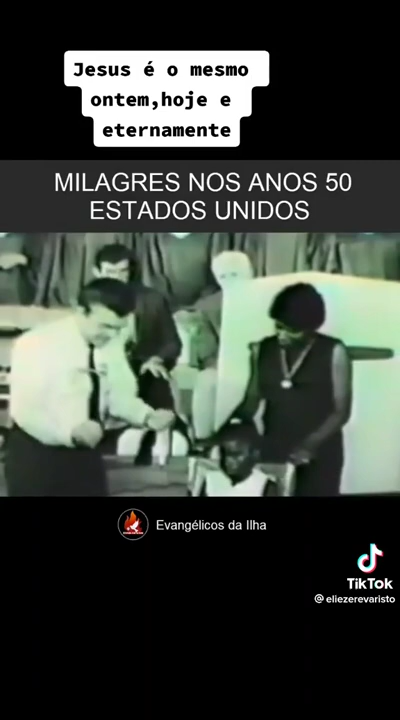 Jesus é o mesmo
ontem,hoje e
eternamente
MILAGRES NOS ANOS 50
ESTADOS UNIDOS
Evangélicos da Ilha
TikTok
@eliezerevaristo